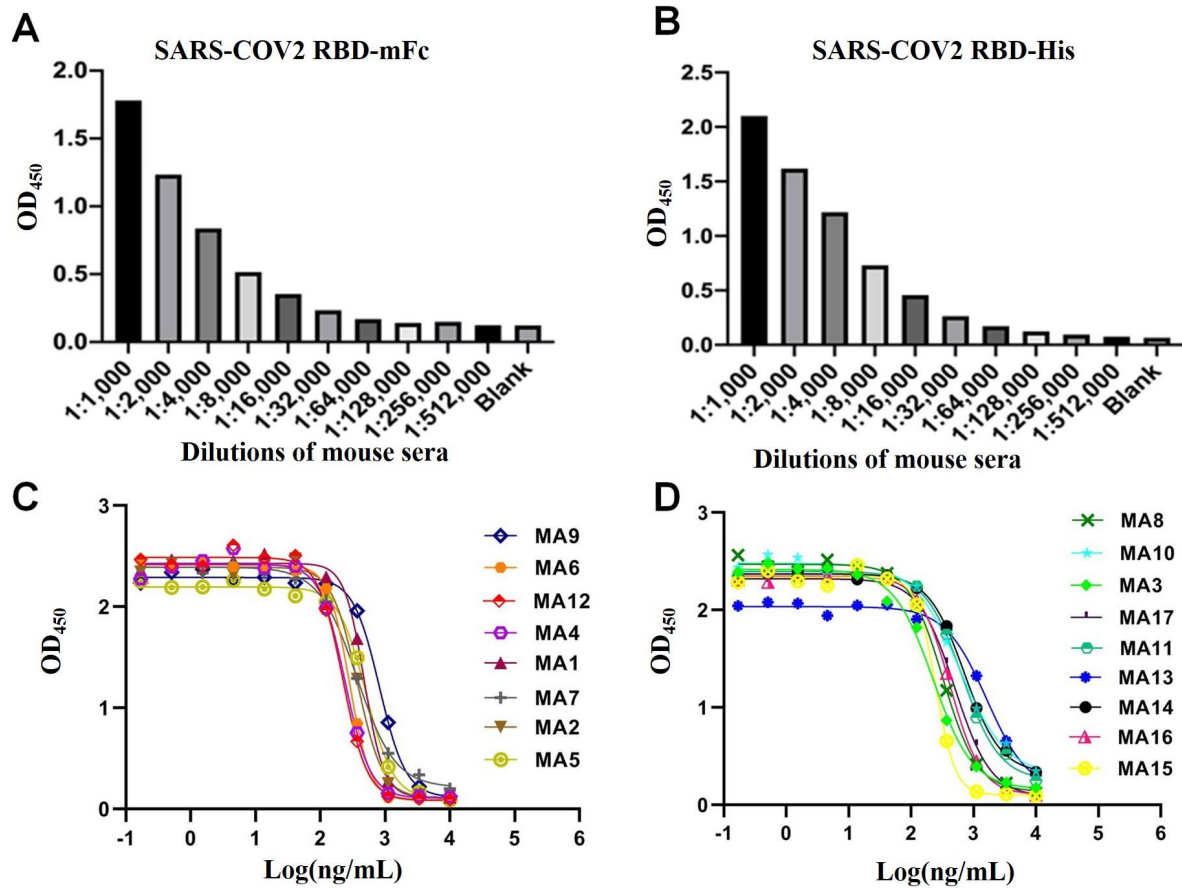 A
SARS-COV2 RBD-mFc
2.0
1.5
1.0
0.5
0.0
OD450
1:1,000
1:2,000
1:4,000
1:8,000
1:16,000
1:32,000
1:64,000
1:128,000
1:256,000
1:512,000
Blank
Dilutions of mouse sera
B
SARS-COV2 RBD-His
2.5
2.0
1.5
1.0
0.5
0.0
OD450
1:1,000
1:2,000
1:4,000
1:8,000
1:16,000
1:32,000
1:64,000
1:128,000
1:256,000
1:512,000
Blank
Dilutions of mouse sera
C
3
2
1
0
OD450
-1 0 1 2 3 4 5 6
Log(ng/mL)
MA9
MA6
MA12
MA4
MA1
MA7
MA2
MA5
D
3
2
1
0
OD450
-1 0 1 2 3 4 5 6
Log(ng/mL)
MA8
MA10
MA3
MA17
MA11
MA13
MA14
MA16
MA15